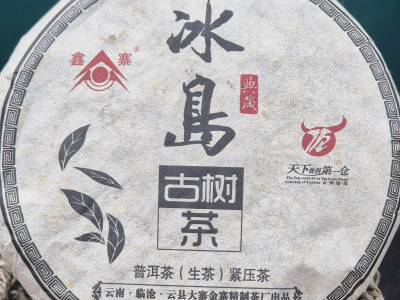 冰島
鑫寨®
典藏
古树
茶
天下普洱第一仓
普洱茶（生茶）紧压茶
云南·临沧·云县大寨金寨精制茶厂出品